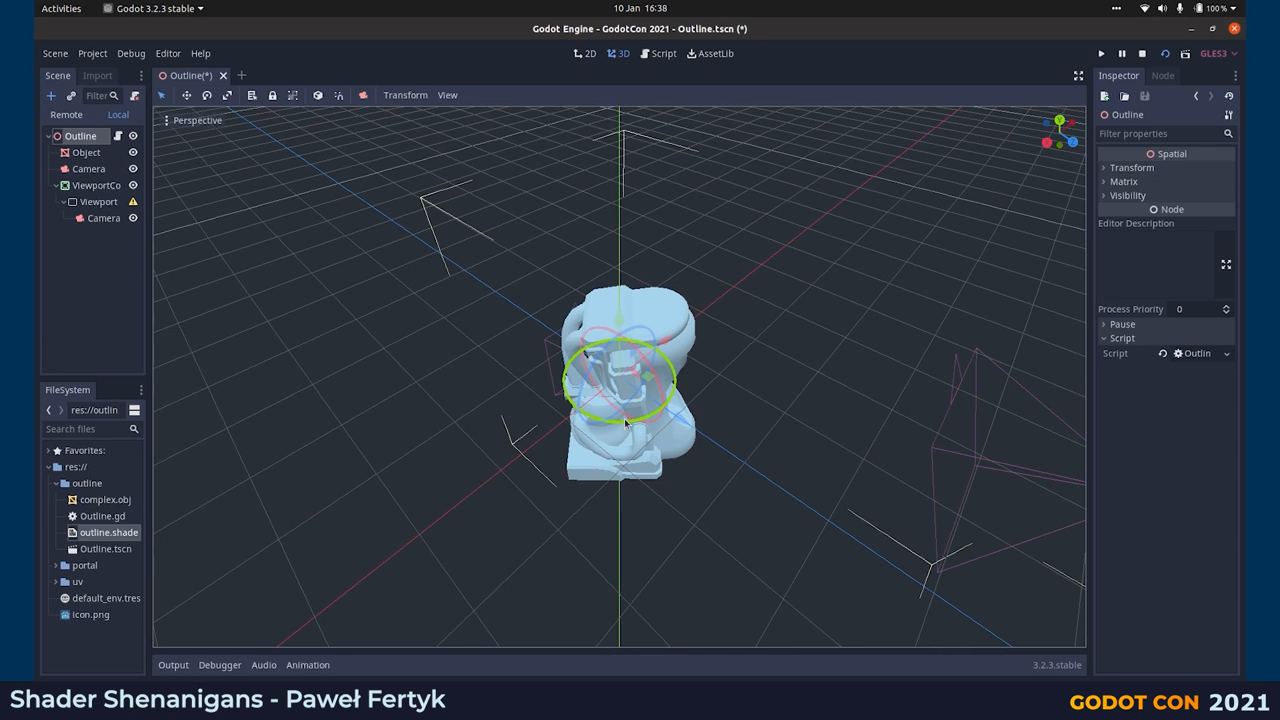 Activities Godot 3.2.3 stable 10 Jan 16:38 100 %
Godot Engine - GodotCon 2021 - Outline.tscn (*)
Scene Project Debug Editor Help 2D 3D Script AssetLib GLES3
Scene Import Outline(*) Inspector Node
Filter Transform View
Remote Local Perspective Outline
Outline Filter properties
Object Spatial
Camera Transform
ViewportCo Matrix
Viewport Visibility
Camera Node
Editor Description
Process Priority 0
Pause
Script
Script Outlin
FileSystem
res://outlin
Search files
Favorites:
res://
outline
complex.obj
Outline.gd
outline.shade
Outline.tscn
portal
uv
default_env.tres
icon.png
Y
X
Z
Output Debugger Audio Animation 3.2.3.stable
Shader Shenanigans - Paweł Fertyk GODOT CON 2021